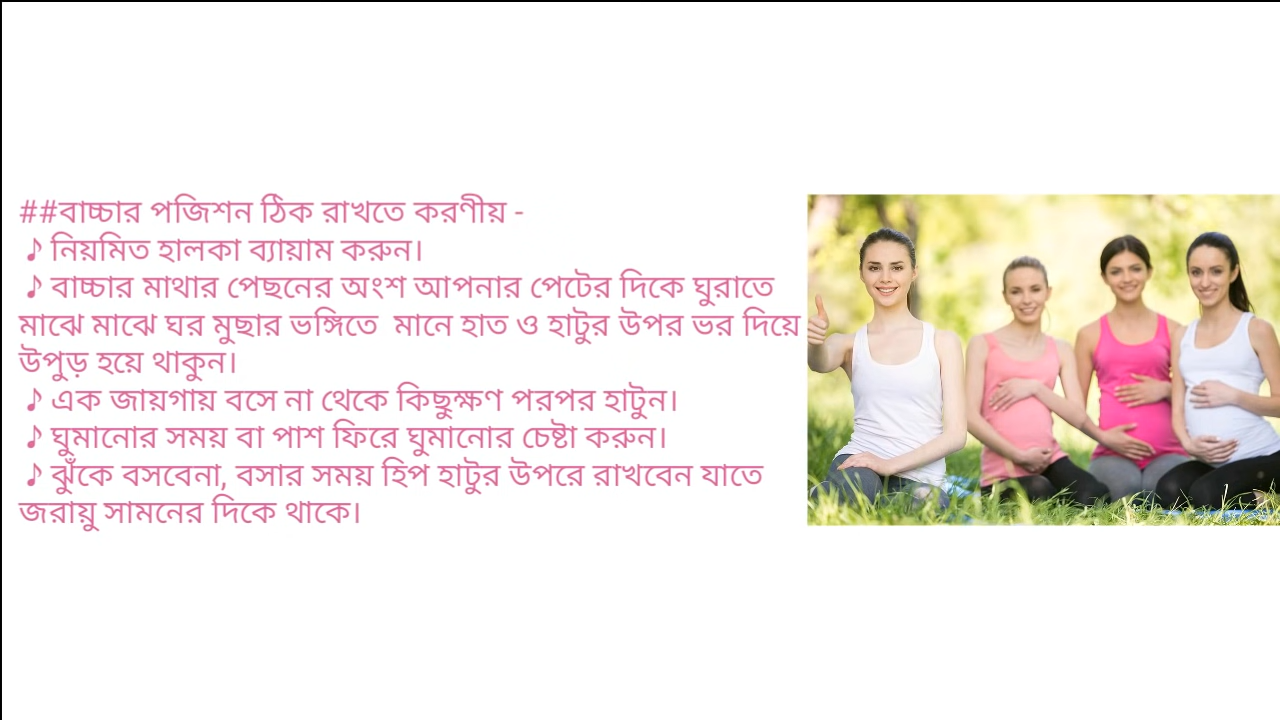 ##বাচ্চার পজিশন ঠিক রাখতে করণীয় -
♪ নিয়মিত হালকা ব্যায়াম করুন।
♪ বাচ্চার মাথার পেছনের অংশ আপনার পেটের দিকে ঘুরাতে
মাঝে মাঝে ঘর মুছার ভঙ্গিতে  মানে হাত ও হাটুর উপর ভর দিয়ে
উপুড় হয়ে থাকুন।
♪ এক জায়গায় বসে না থেকে কিছুক্ষণ পরপর হাটুন।
♪ ঘুমানোর সময় বা পাশ ফিরে ঘুমানোর চেষ্টা করুন।
♪ ঝুঁকে বসবেনা, বসার সময় হিপ হাটুর উপরে রাখবেন যাতে
জরায়ু সামনের দিকে থাকে।